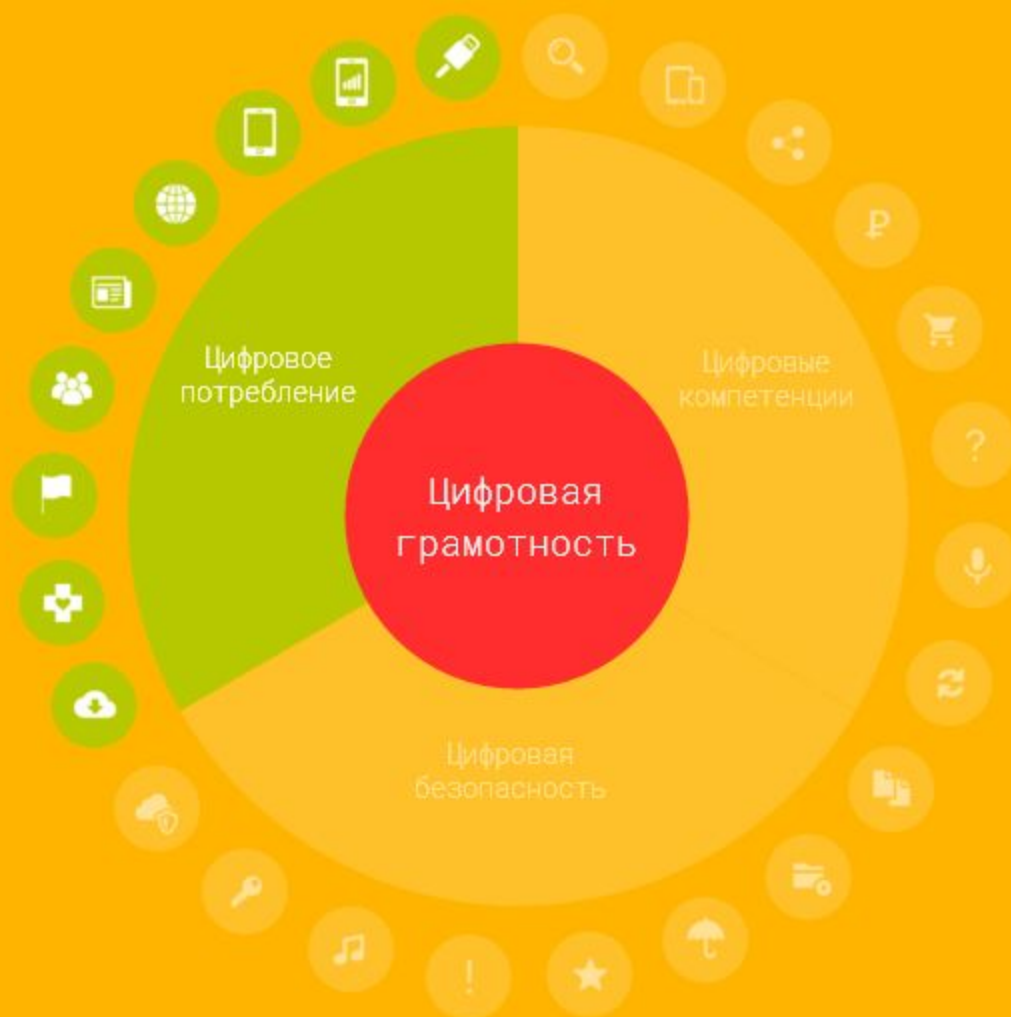 Цифровое
потребление
Цифровые
компетенции
Цифровая
грамотность
Цифровая
безопасность
₽
?
!